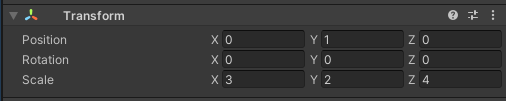 Transform
Position X 0 Y 1 Z 0
Rotation X 0 Y 0 Z 0
Scale X 3 Y 2 Z 4